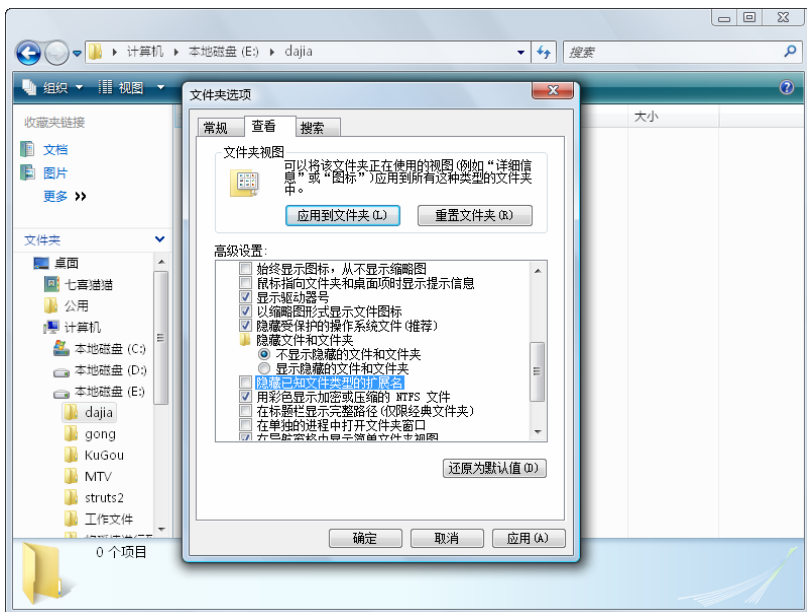 计算机 本地磁盘 (E:) dajia 搜索
组织 视图
收藏夹链接
文档
图片
更多 >>
文件夹
桌面
七喜猫猫
公用
计算机
本地磁盘 (C:)
本地磁盘 (D:)
本地磁盘 (E:)
dajia
gong
KuGou
MTV
struts2
工作文件
0 个项目
大小
文件夹选项
常规 查看 搜索
文件夹视图
可以将该文件夹正在使用的视图(例如“详细信
息”或“图标”)应用到所有这种类型的文件夹
中。
应用到文件夹(L) 重置文件夹(R)
高级设置:
始终显示图标，从不显示缩略图
鼠标指向文件夹和桌面项时显示提示信息
显示驱动器号
以缩略图形式显示文件图标
隐藏受保护的操作系统文件(推荐)
隐藏文件和文件夹
不显示隐藏的文件和文件夹
显示隐藏的文件和文件夹
隐藏已知文件类型的扩展名
用彩色显示加密或压缩的 NTFS 文件
在标题栏显示完整路径(仅限经典文件夹)
在单独的进程中打开文件夹窗口
在导航窗格中显示简单文件夹视图
还原为默认值(D)
确定 取消 应用(A)